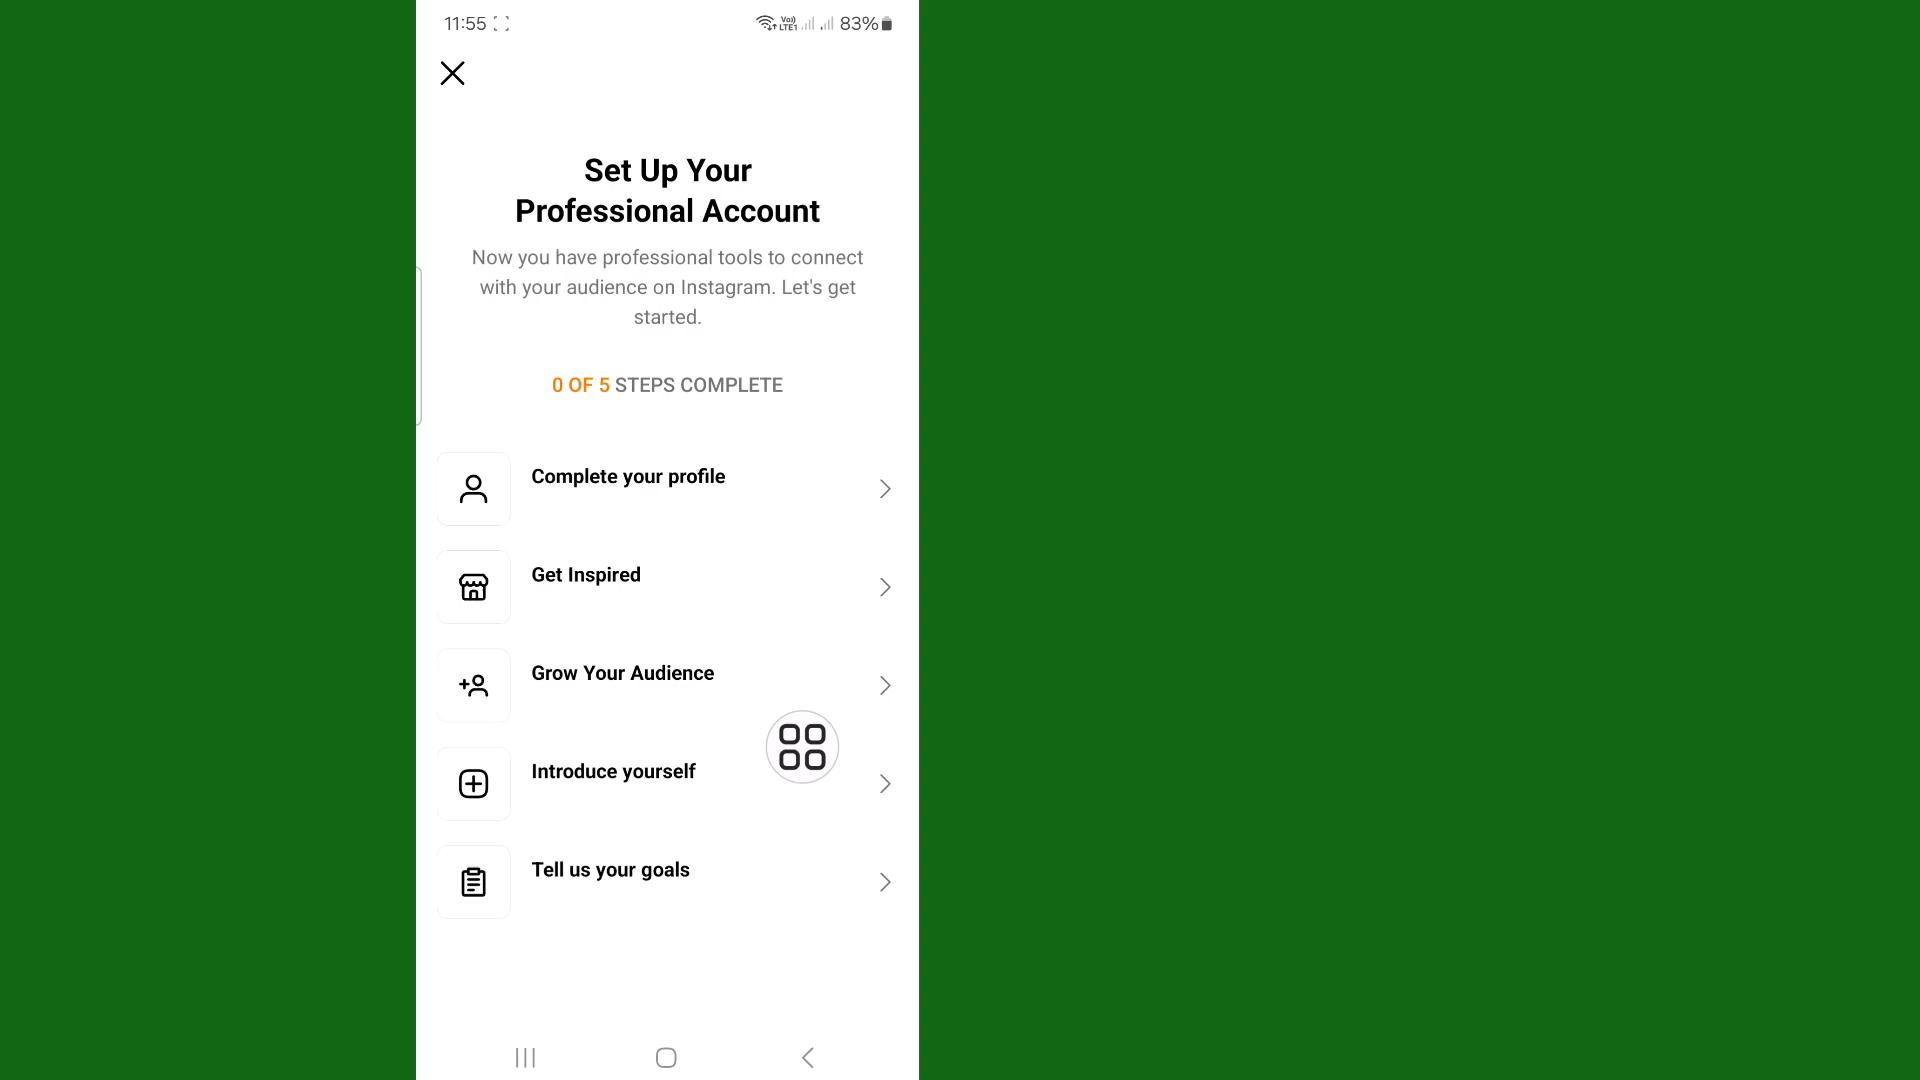 11:55 Vo)) LTE1 83%
Set Up Your
Professional Account
Now you have professional tools to connect
with your audience on Instagram. Let's get
started.
0 OF 5 STEPS COMPLETE
Complete your profile
Get Inspired
Grow Your Audience
Introduce yourself
Tell us your goals